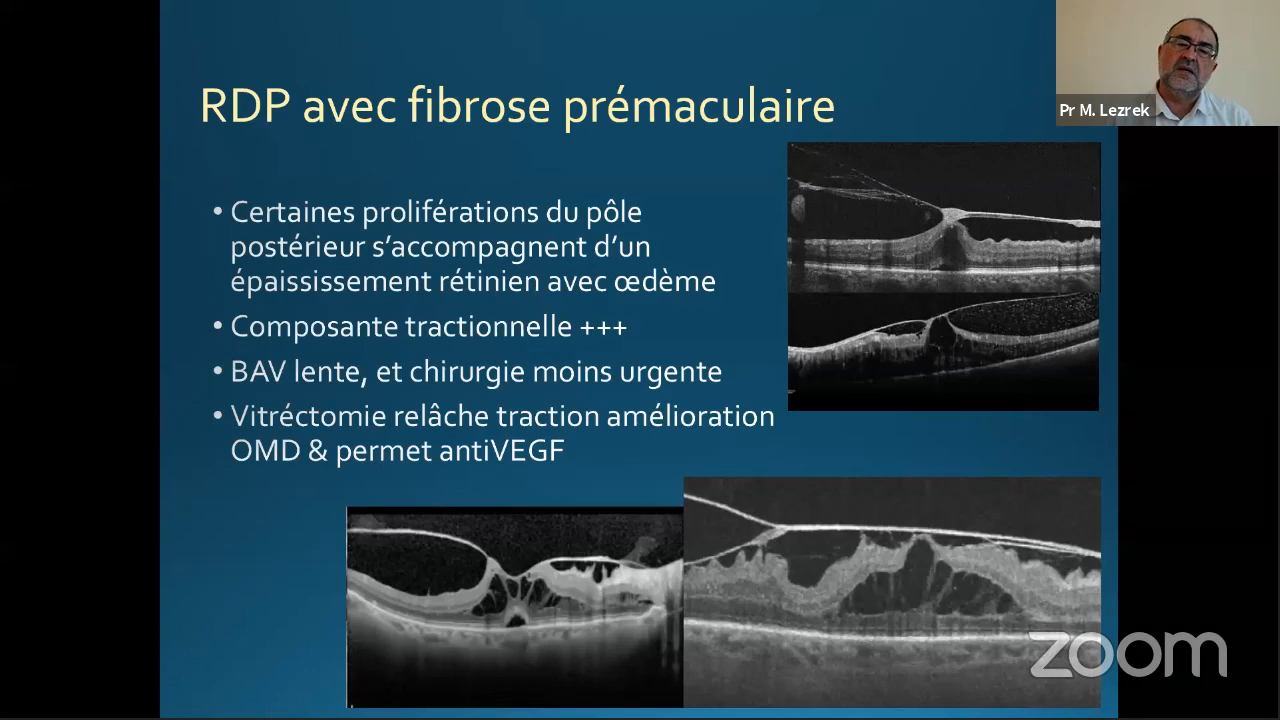 RDP avec fibrose prémaculaire
Pr M. Lezrek
• Certaines proliférations du pôle
postérieur s’accompagnent d’un
épaississement rétinien avec œdème
• Composante tractionnelle +++
• BAV lente, et chirurgie moins urgente
• Vitréctomie relâche traction amélioration
OMD & permet antiVEGF
zoom